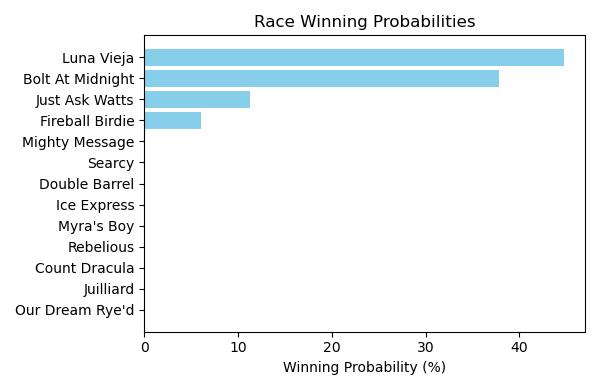 Race Winning Probabilities
Luna Vieja
Bolt At Midnight
Just Ask Watts
Fireball Birdie
Mighty Message
Searcy
Double Barrel
Ice Express
Myra's Boy
Rebelious
Count Dracula
Juilliard
Our Dream Rye'd
0 10 20 30 40
Winning Probability (%)